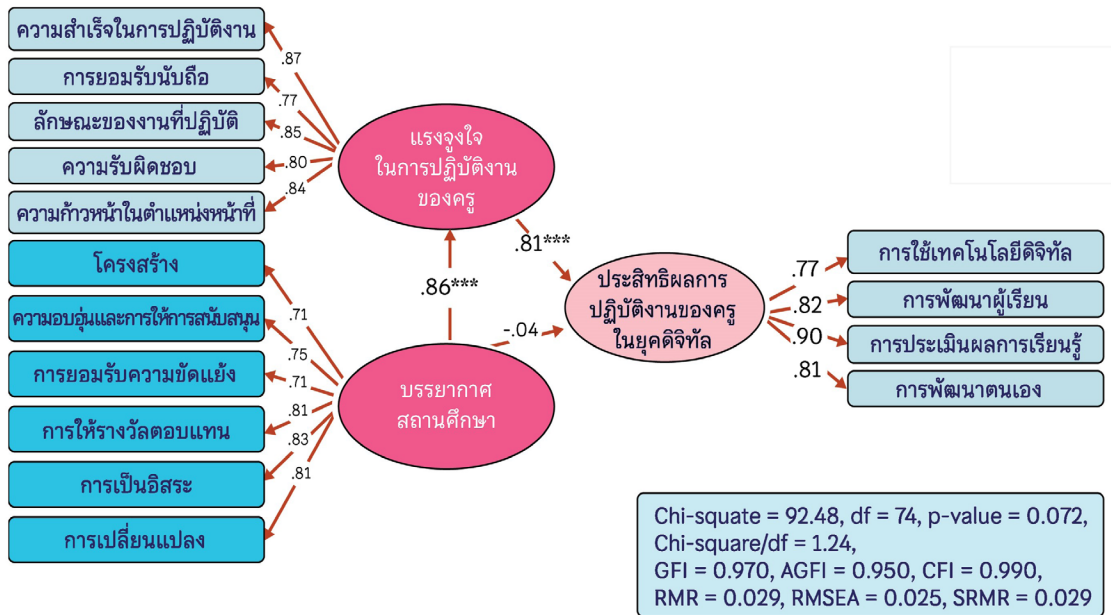 ความสำเร็จในการปฏิบัติงาน
การยอมรับนับถือ
ลักษณะของงานที่ปฏิบัติ
ความรับผิดชอบ
ความก้าวหน้าในตำแหน่งหน้าที่
.87
.77
.85
.80
.84
แรงจูงใจ
ในการปฏิบัติงาน
ของครู
โครงสร้าง
ความอบอุ่นและการให้การสนับสนุน
การยอมรับความขัดแย้ง
การให้รางวัลตอบแทน
การเป็นอิสระ
การเปลี่ยนแปลง
.71
.75
.71
.81
.83
.81
บรรยากาศ
สถานศึกษา
.86***
.81***
-.04
ประสิทธิผลการ
ปฏิบัติงานของครู
ในยุคดิจิทัล
.77
.82
.90
.81
การใช้เทคโนโลยีดิจิทัล
การพัฒนาผู้เรียน
การประเมินผลการเรียนรู้
การพัฒนาตนเอง
Chi-squate = 92.48, df = 74, p-value = 0.072,
Chi-square/df = 1.24,
GFI = 0.970, AGFI = 0.950, CFI = 0.990,
RMR = 0.029, RMSEA = 0.025, SRMR = 0.029